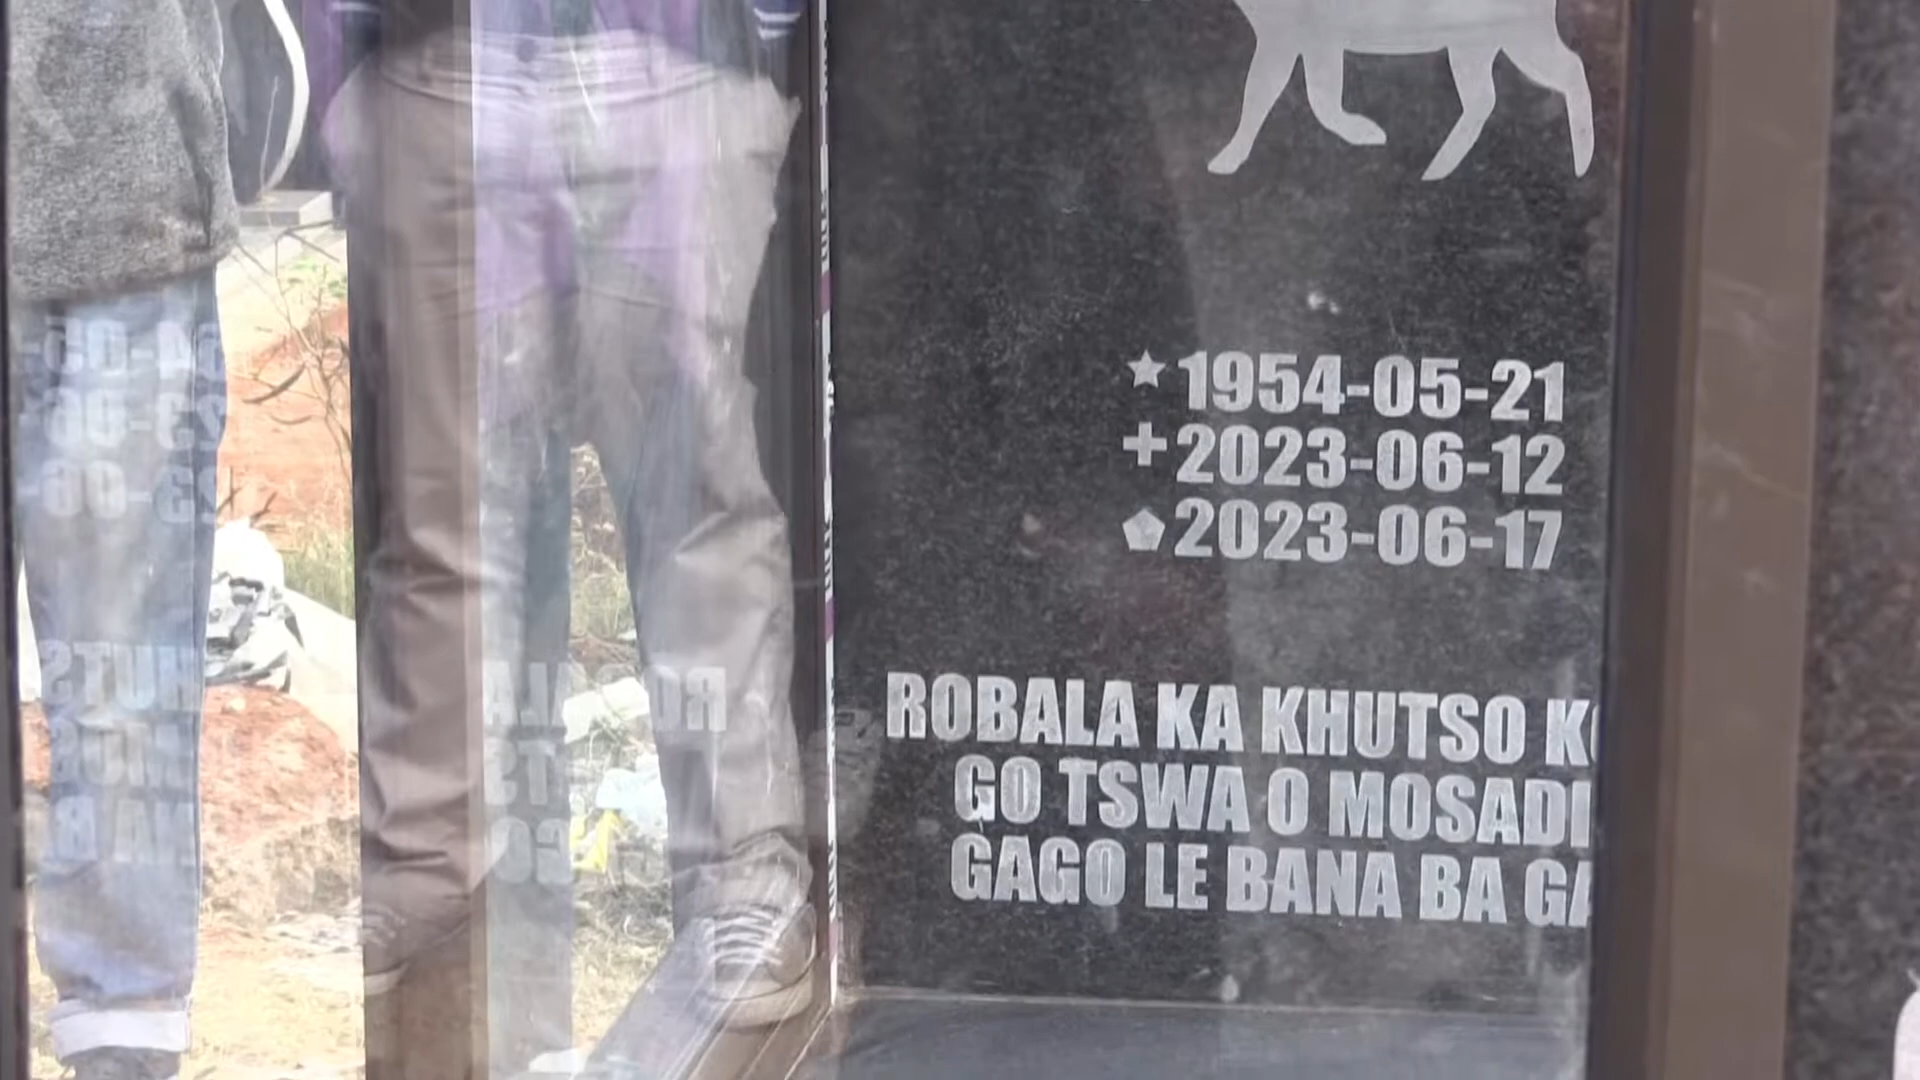 ★1954-05-21
+2023-06-12
⬟2023-06-17
ROBALA KA KHUTSO
GO TSWA O MOSADI
GAGO LE BANA BA